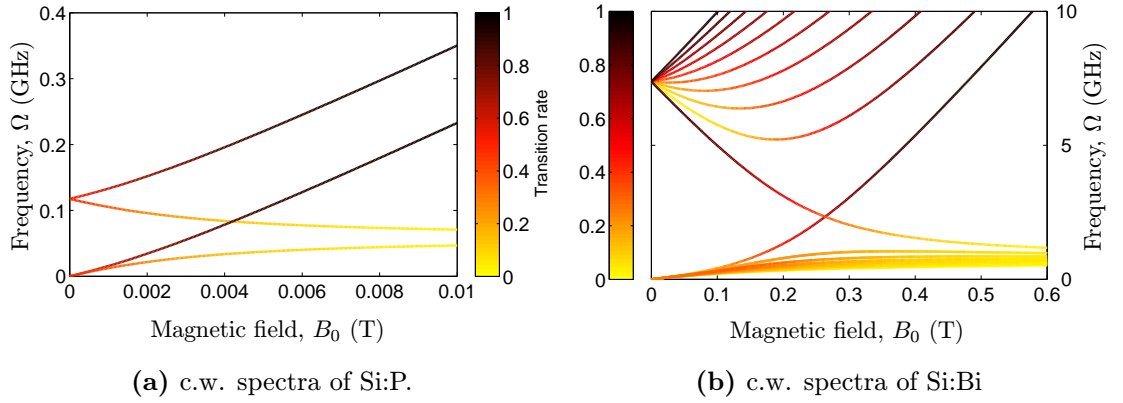 0.4
0.3
0.2
0.1
0
Frequency, Ω (GHz)
0 0.002 0.004 0.006 0.008 0.01
Magnetic field, B₀ (T)
1
0.8
0.6
0.4
0.2
0
Transition rate
(a) c.w. spectra of Si:P.
1
0.8
0.6
0.4
0.2
0
0 0.1 0.2 0.3 0.4 0.5 0.6
Magnetic field, B₀ (T)
10
5
0
Frequency, Ω (GHz)
(b) c.w. spectra of Si:Bi